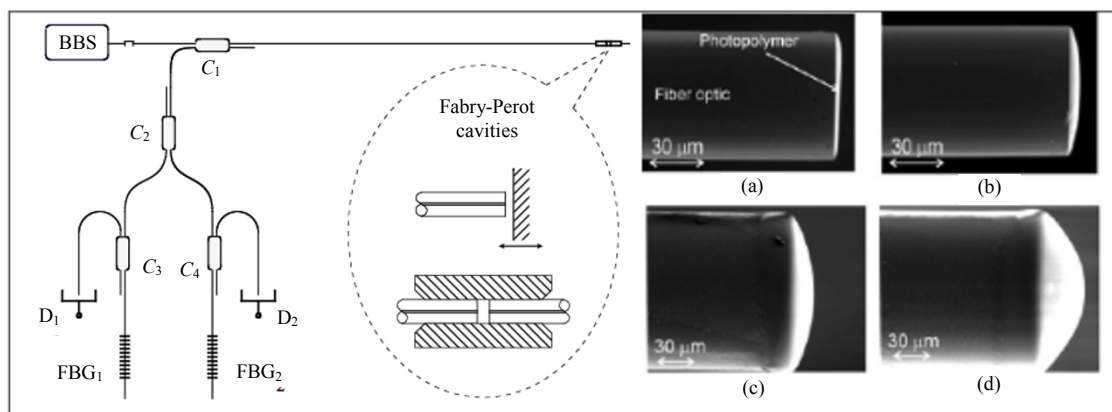 BBS
C1
C2
C3
C4
D1
D2
FBG1
FBG2
Fabry-Perot
cavities
Photopolymer
Fiber optic
30 μm
(a)
30 μm
(b)
30 μm
(c)
30 μm
(d)